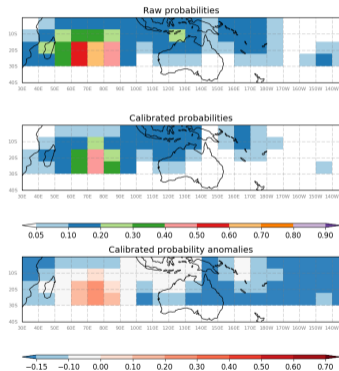 Raw probabilities
10S
20S
30S
40S
30E 40E 50E 60E 70E 80E 90E 100E 110E 120E 130E 140E 150E 160E 170E 180W 170W 160W 150W 140W
Calibrated probabilities
10S
20S
30S
40S
30E 40E 50E 60E 70E 80E 90E 100E 110E 120E 130E 140E 150E 160E 170E 180W 170W 160W 150W 140W
0.05 0.10 0.20 0.30 0.40 0.50 0.60 0.70 0.80 0.90
Calibrated probability anomalies
10S
20S
30S
40S
30E 40E 50E 60E 70E 80E 90E 100E 110E 120E 130E 140E 150E 160E 170E 180W 170W 160W 150W 140W
−0.15 −0.10 0.00 0.10 0.30 0.40 0.50 0.60 0.70